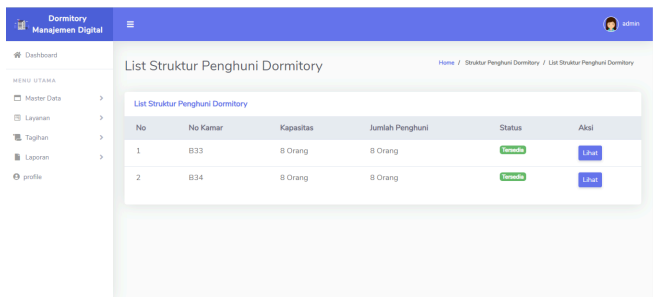 Dormitory
Manajemen Digital
admin
Dashboard
MENU UTAMA
Master Data
Layanan
Tagihan
Laporan
profile
List Struktur Penghuni Dormitory
Home / Struktur Penghuni Dormitory / List Struktur Penghuni Dormitory
List Struktur Penghuni Dormitory
No No Kamar Kapasitas Jumlah Penghuni Status Aksi
1 B33 8 Orang 8 Orang Tersedia Lihat
2 B34 8 Orang 8 Orang Tersedia Lihat